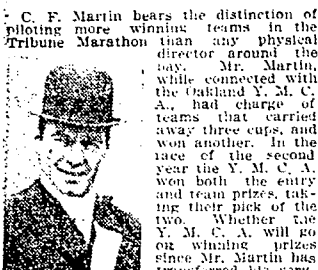 C. F. Martin bears the distinction of
piloting more winning teams in the
Tribune Marathon than any physical
director around the
bay. Mr. Martin,
while connected with
the Oakland Y. M. C.
A., had charge of
teams that carried
away three cups, and
won another. In the
race of the second
year the Y. M. C. A.
won both the entry
and team prizes, tak-
ing their pick of the
two. Whether the
Y. M. C. A. will go
on winning prizes
since Mr. Martin has
transferred his